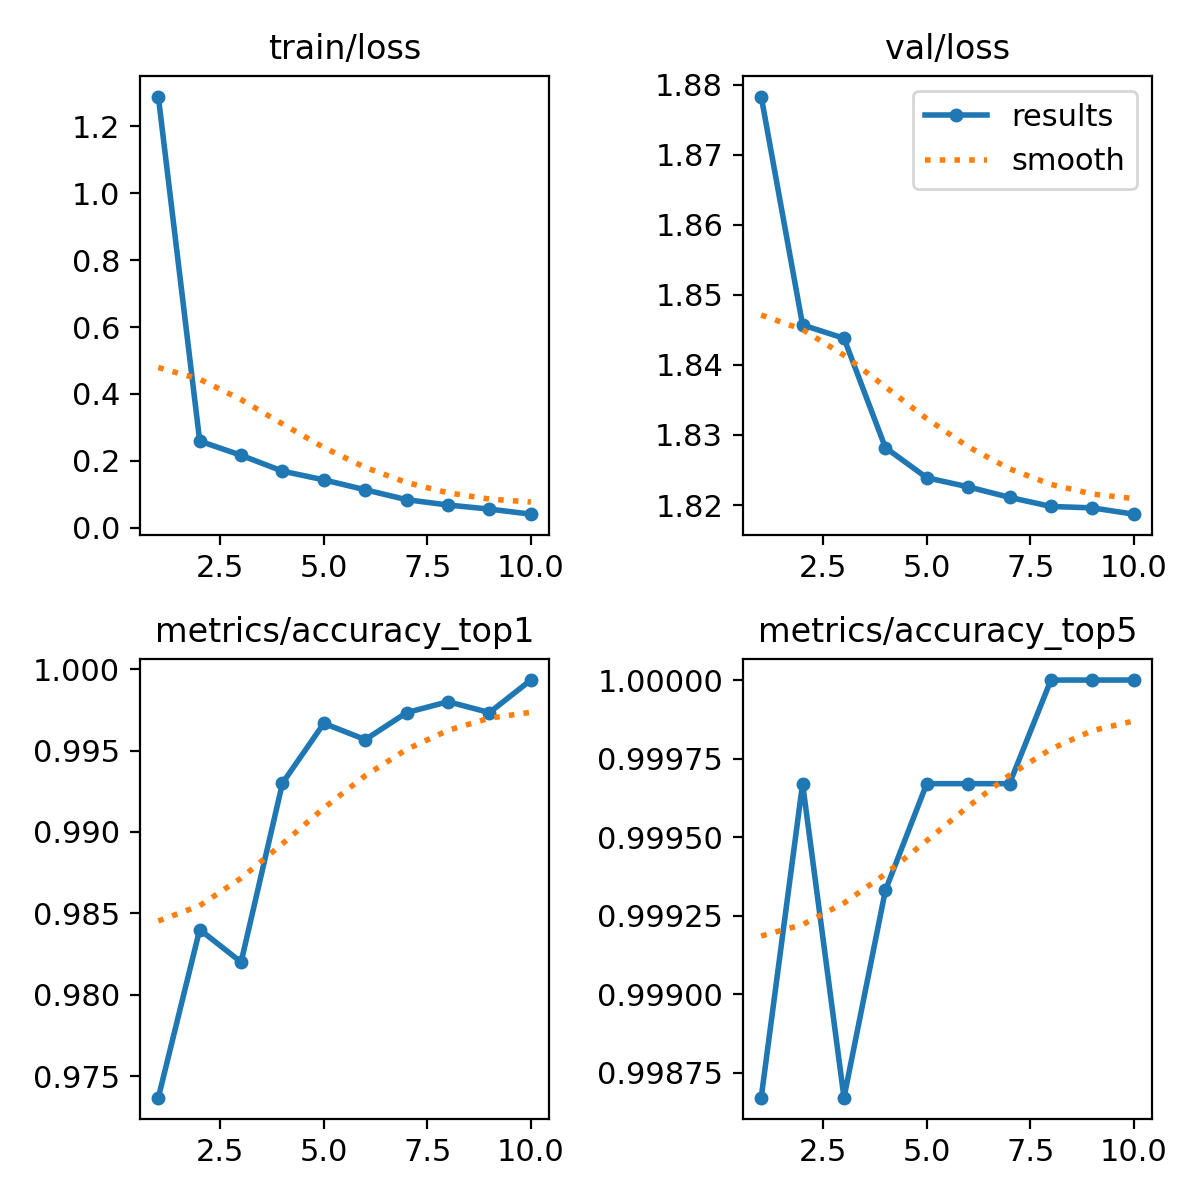 train/loss
1.2
1.0
0.8
0.6
0.4
0.2
0.0
2.5 5.0 7.5 10.0
val/loss
results
smooth
1.88
1.87
1.86
1.85
1.84
1.83
1.82
2.5 5.0 7.5 10.0
metrics/accuracy_top1
1.000
0.995
0.990
0.985
0.980
0.975
2.5 5.0 7.5 10.0
metrics/accuracy_top5
1.00000
0.99975
0.99950
0.99925
0.99900
0.99875
2.5 5.0 7.5 10.0